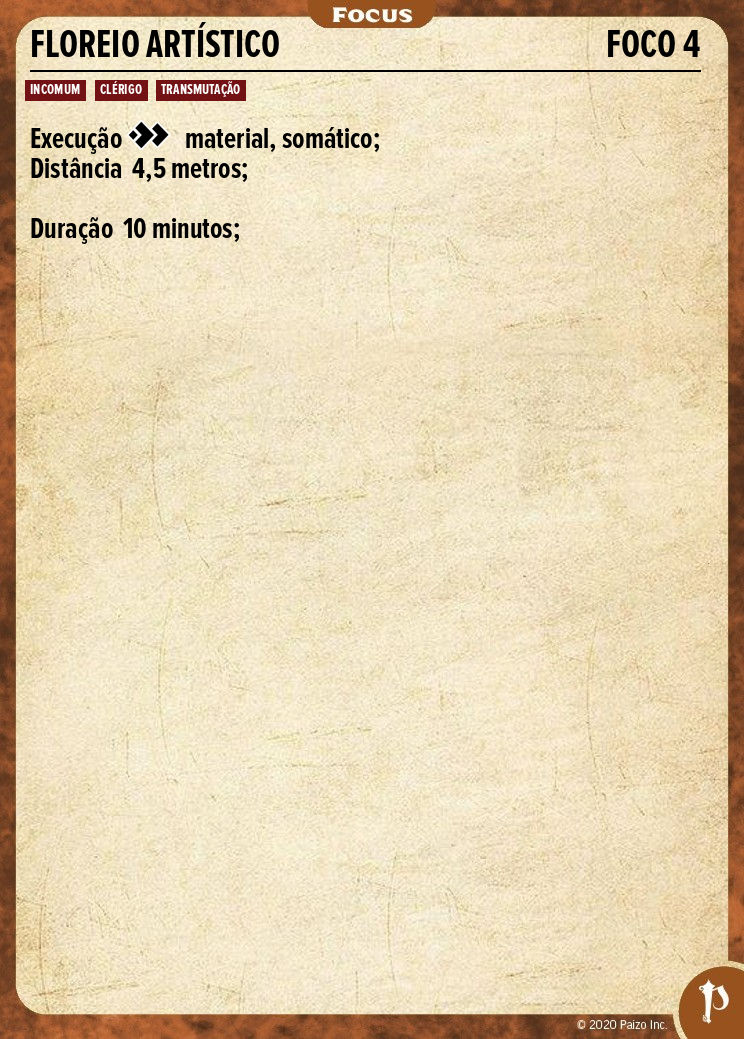 Focus
FLOREIO ARTÍSTICO FOCO 4
INCOMUM CLÉRIGO TRANSMUTAÇÃO
Execução material, somático;
Distância 4,5 metros;
Duração 10 minutos;
© 2020 Paizo Inc.